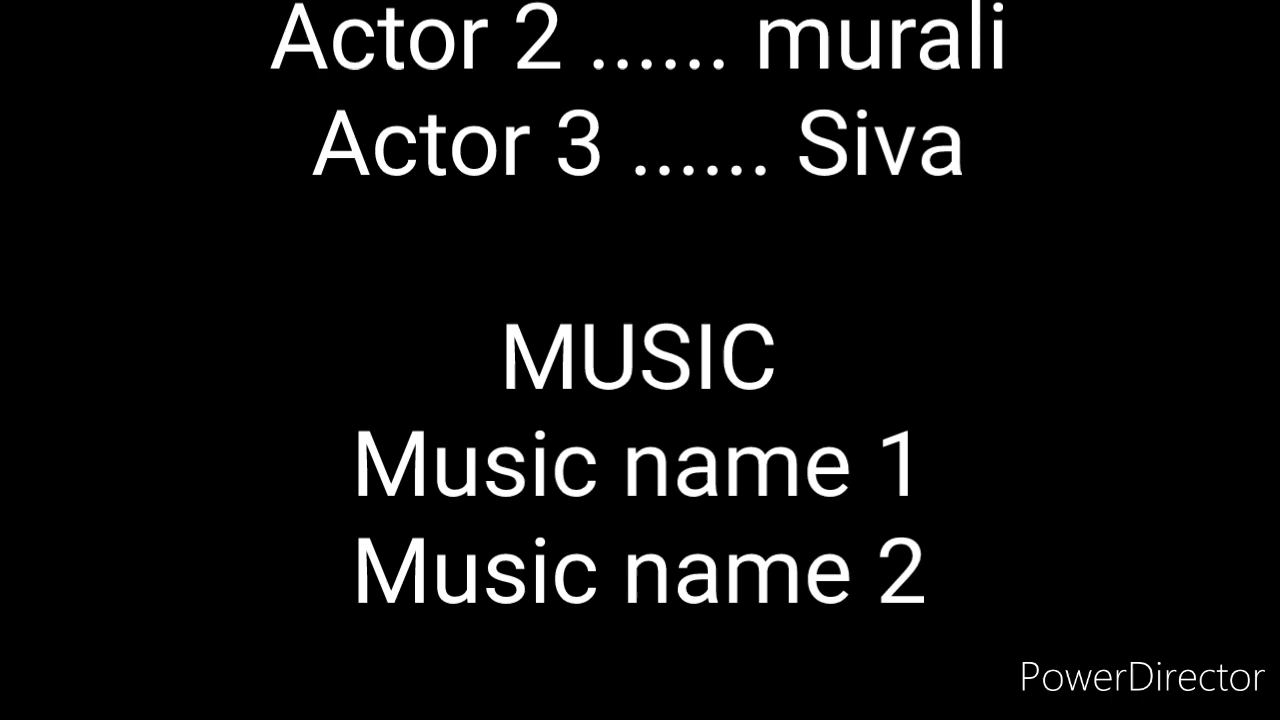 Actor 2 ...... murali
Actor 3 ...... Siva
MUSIC
Music name 1
Music name 2
PowerDirector